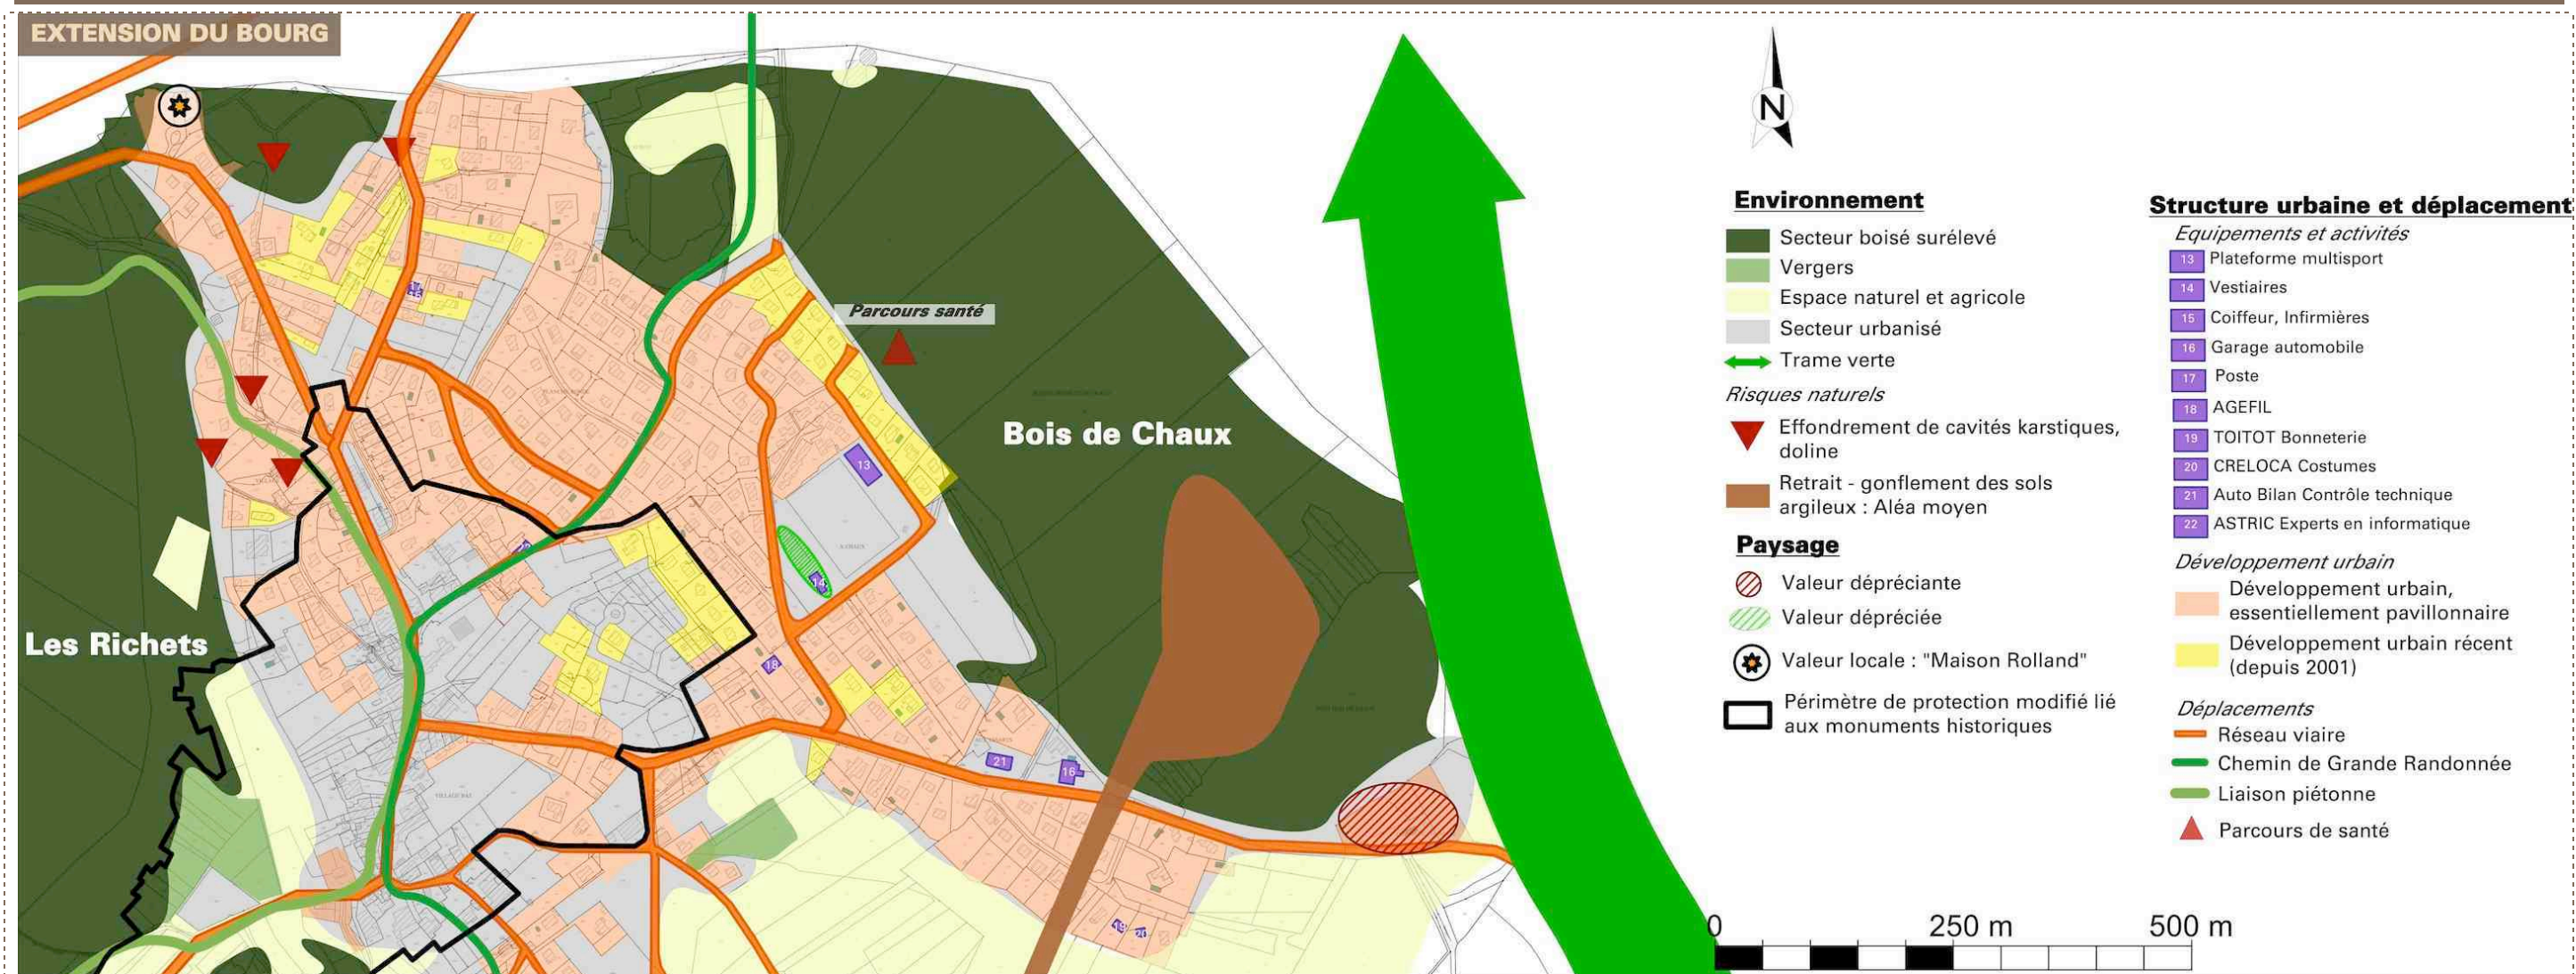 EXTENSION DU BOURG
N
Parcours santé
Bois de Chaux
Les Richets
13
14
18
21
16
19
20
VILLAGE BAS
Environnement
Secteur boisé surélevé
Vergers
Espace naturel et agricole
Secteur urbanisé
Trame verte
Risques naturels
Effondrement de cavités karstiques,
doline
Retrait - gonflement des sols
argileux : Aléa moyen
Paysage
Valeur dépréciante
Valeur dépréciée
Valeur locale : "Maison Rolland"
Périmètre de protection modifié lié
aux monuments historiques
Structure urbaine et déplacement
Equipements et activités
13 Plateforme multisport
14 Vestiaires
15 Coiffeur, Infirmières
16 Garage automobile
17 Poste
18 AGEFIL
19 TOITOT Bonneterie
20 CRELOCA Costumes
21 Auto Bilan Contrôle technique
22 ASTRIC Experts en informatique
Développement urbain
Développement urbain,
essentiellement pavillonnaire
Développement urbain récent
(depuis 2001)
Déplacements
Réseau viaire
Chemin de Grande Randonnée
Liaison piétonne
Parcours de santé
0 250 m 500 m